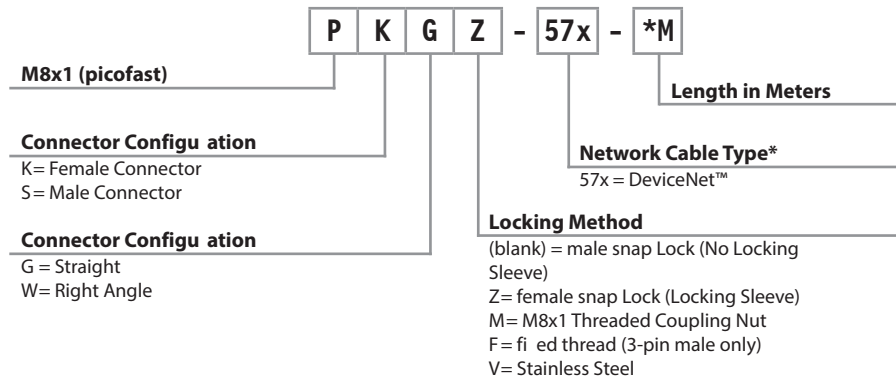 P K G Z - 57x - *M
M8x1 (picofast)
Length in Meters
Connector Configu ation
K= Female Connector
S= Male Connector
Network Cable Type*
57x = DeviceNet™
Connector Configu ation
G = Straight
W= Right Angle
Locking Method
(blank) = male snap Lock (No Locking
Sleeve)
Z= female snap Lock (Locking Sleeve)
M= M8x1 Threaded Coupling Nut
F= fi ed thread (3-pin male only)
V= Stainless Steel